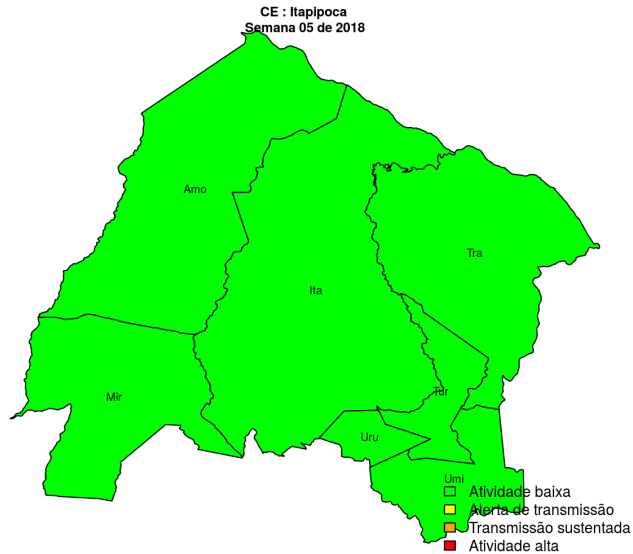 CE : Itapipoca
Semana 05 de 2018
Amo
Tra
Ita
Tur
Mir
Uru
Umi
Atividade baixa
Alerta de transmissão
Transmissão sustentada
Atividade alta